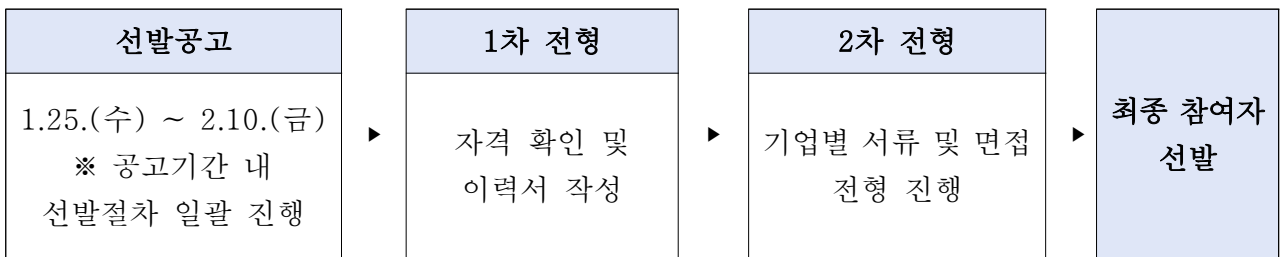 선발공고
1.25.(수) ~ 2.10.(금)
※ 공고기간 내
선발절차 일괄 진행
▶
1차 전형
자격 확인 및
이력서 작성
▶
2차 전형
기업별 서류 및 면접
전형 진행
▶
최종 참여자
선발